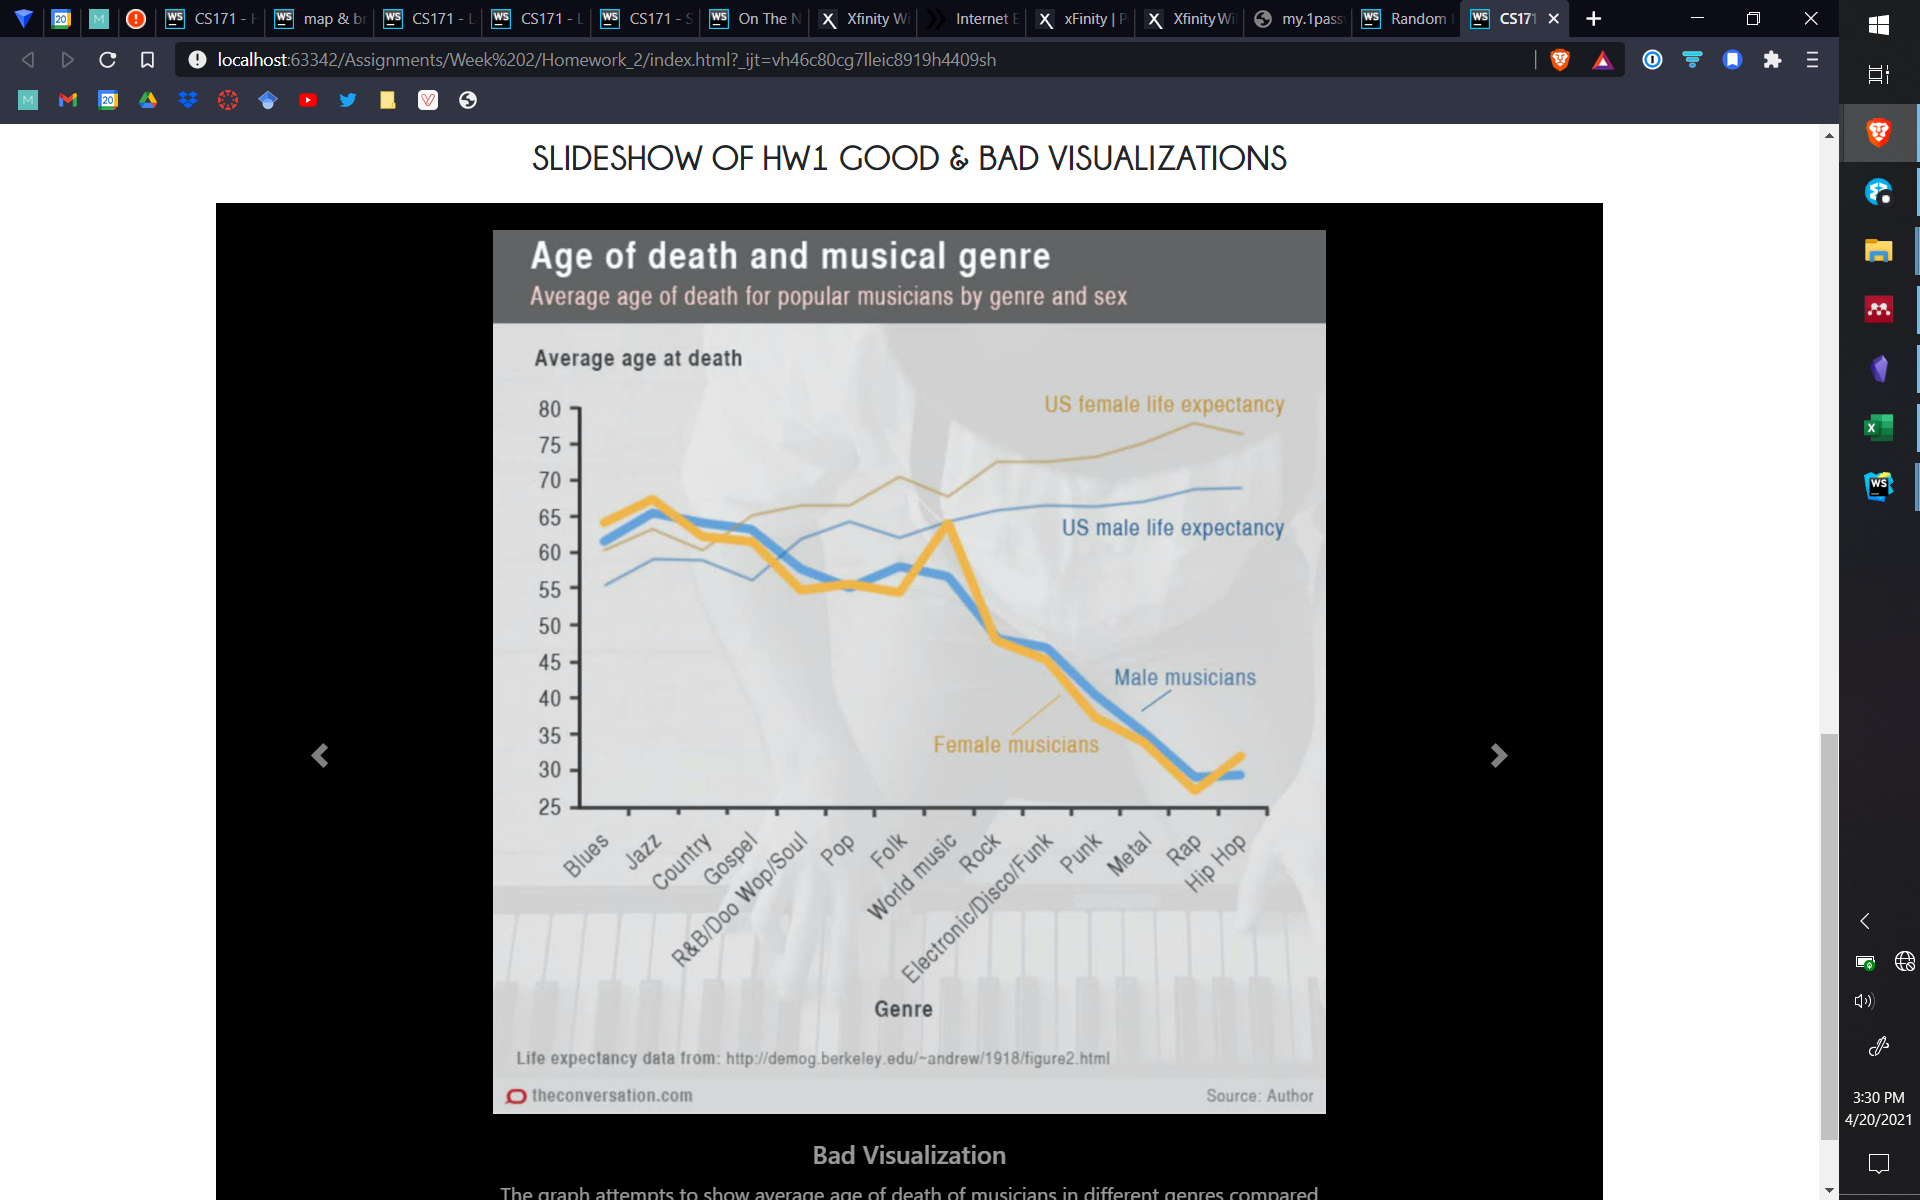 CS171 - H
map & br
CS171 - L
CS171 - L
CS171 - S
On The N
Xfinity Wi
Internet E
xFinity | P
Xfinity Wi
my.1pass
Random
CS171
localhost:63342/Assignments/Week%202/Homework_2/index.html?_ijt=vh46c80cg7lleic8919h4409sh
SLIDESHOW OF HW1 GOOD & BAD VISUALIZATIONS
Age of death and musical genre
Average age of death for popular musicians by genre and sex
Average age at death
US female life expectancy
US male life expectancy
Male musicians
Female musicians
80
75
70
65
60
55
50
45
40
35
30
25
Blues
Jazz
Country
Gospel
R&B/Doo Wop/Soul
Pop
Folk
World music
Rock
Electronic/Disco/Funk
Punk
Metal
Rap
Hip Hop
Genre
Life expectancy data from: http://demog.berkeley.edu/~andrew/1918/figure2.html
theconversation.com
Source: Author
Bad Visualization
The graph attempts to show average age of death of musicians in different genres compared
3:30 PM
4/20/2021